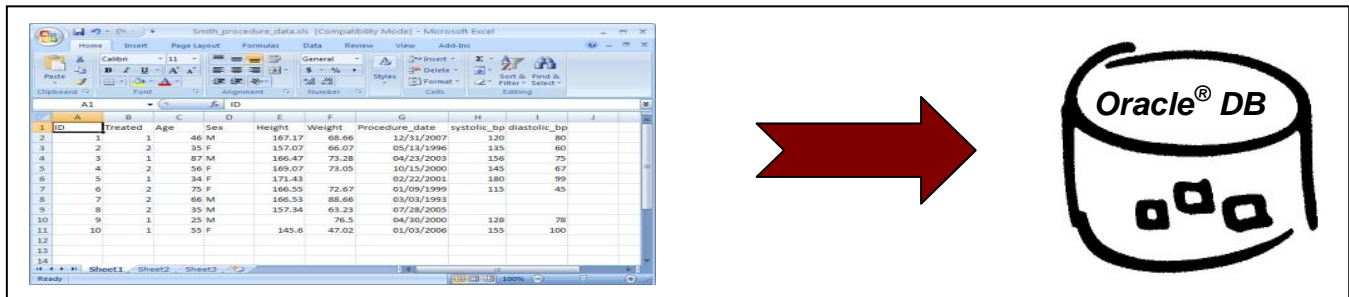 Smith_procedure_data.xls [Compatibility Mode] - Microsoft Excel
Home Insert Page Layout Formulas Data Review View Add-Ins
Calibri 11 General Insert Σ
Paste B I U A A $ % , Styles Delete Sort & Find &
Format Filter Select
Clipboard Font Alignment Number Cells Editing
A1 fx ID
A B C D E F G H I J
1 ID Treated Age Sex Height Weight Procedure_date systolic_bp diastolic_bp
2 1 1 46 M 167.17 68.66 12/31/2007 120 80
3 2 2 35 F 157.07 66.07 05/13/1996 135 60
4 3 1 87 M 166.47 73.28 04/23/2003 156 75
5 4 2 56 F 169.07 73.05 10/15/2000 145 67
6 5 1 34 F 171.43 02/22/2001 180 99
7 6 2 75 F 166.55 72.67 01/09/1999 115 45
8 7 2 66 M 166.53 88.66 03/03/1993
9 8 2 35 M 157.34 63.23 07/28/2005
10 9 1 25 M 76.5 04/30/2000 128 78
11 10 1 55 F 145.6 47.02 01/03/2006 155 100
12
13
14
Sheet1 Sheet2 Sheet3
Ready 100%
Oracle® DB